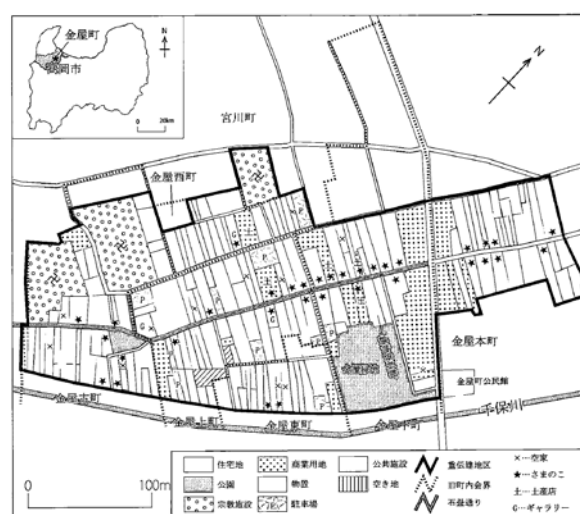 金屋町
N
高岡市
0 20km
N
宮川町
金屋西町
金屋本町
金屋町公民館
千保川
金屋古町
金屋上町
金屋東町
金屋中町
0 100m
住宅地
商業用地
公共施設
重伝建地区
×…空家
公園
物置
空き地
旧町内会界
★…さまのこ
宗教施設
駐車場
石畳通り
土…土産店
G…ギャラリー